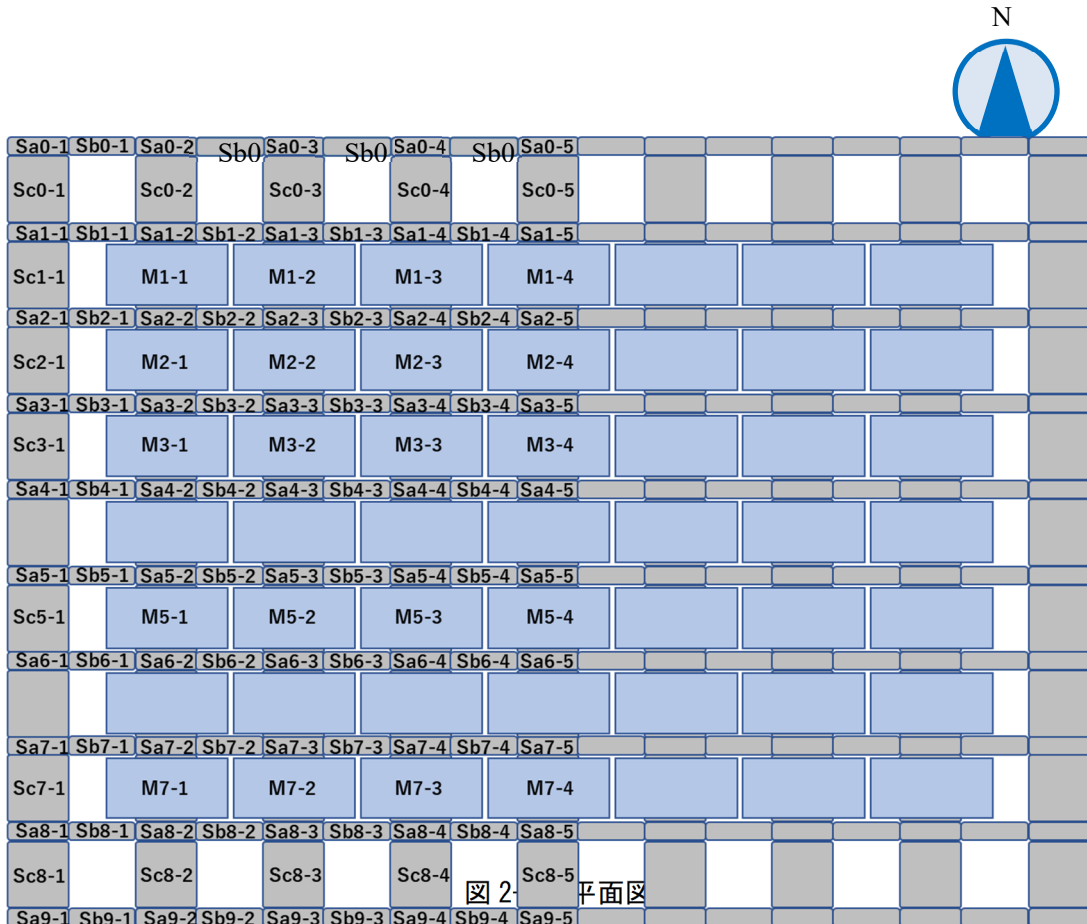 N
Sa0-1 Sb0-1 Sa0-2 Sb0 Sa0-3 Sb0 Sa0-4 Sb0 Sa0-5
Sc0-1 Sc0-2 Sc0-3 Sc0-4 Sc0-5
Sa1-1 Sb1-1 Sa1-2 Sb1-2 Sa1-3 Sb1-3 Sa1-4 Sb1-4 Sa1-5
Sc1-1 M1-1 M1-2 M1-3 M1-4
Sa2-1 Sb2-1 Sa2-2 Sb2-2 Sa2-3 Sb2-3 Sa2-4 Sb2-4 Sa2-5
Sc2-1 M2-1 M2-2 M2-3 M2-4
Sa3-1 Sb3-1 Sa3-2 Sb3-2 Sa3-3 Sb3-3 Sa3-4 Sb3-4 Sa3-5
Sc3-1 M3-1 M3-2 M3-3 M3-4
Sa4-1 Sb4-1 Sa4-2 Sb4-2 Sa4-3 Sb4-3 Sa4-4 Sb4-4 Sa4-5
Sa5-1 Sb5-1 Sa5-2 Sb5-2 Sa5-3 Sb5-3 Sa5-4 Sb5-4 Sa5-5
Sc5-1 M5-1 M5-2 M5-3 M5-4
Sa6-1 Sb6-1 Sa6-2 Sb6-2 Sa6-3 Sb6-3 Sa6-4 Sb6-4 Sa6-5
Sa7-1 Sb7-1 Sa7-2 Sb7-2 Sa7-3 Sb7-3 Sa7-4 Sb7-4 Sa7-5
Sc7-1 M7-1 M7-2 M7-3 M7-4
Sa8-1 Sb8-1 Sa8-2 Sb8-2 Sa8-3 Sb8-3 Sa8-4 Sb8-4 Sa8-5
Sc8-1 Sc8-2 Sc8-3 Sc8-4 Sc8-5
図 2- 平面図
Sa9-1 Sb9-1 Sa9-2 Sb9-2 Sa9-3 Sb9-3 Sa9-4 Sb9-4 Sa9-5